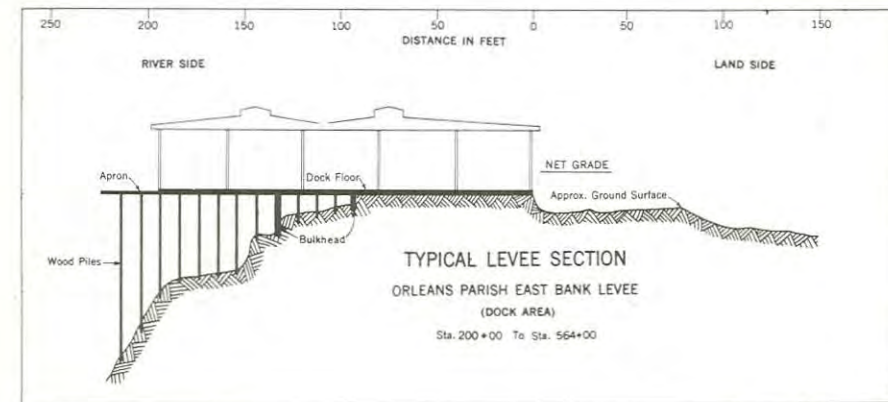 250 200 150 100 50 0 50 100 150
DISTANCE IN FEET
RIVER SIDE
LAND SIDE
NET GRADE
Apron
Dock Floor
Approx. Ground Surface
Bulkhead
Wood Piles
TYPICAL LEVEE SECTION
ORLEANS PARISH EAST BANK LEVEE
(DOCK AREA)
Sta. 200+00 To Sta. 564+00